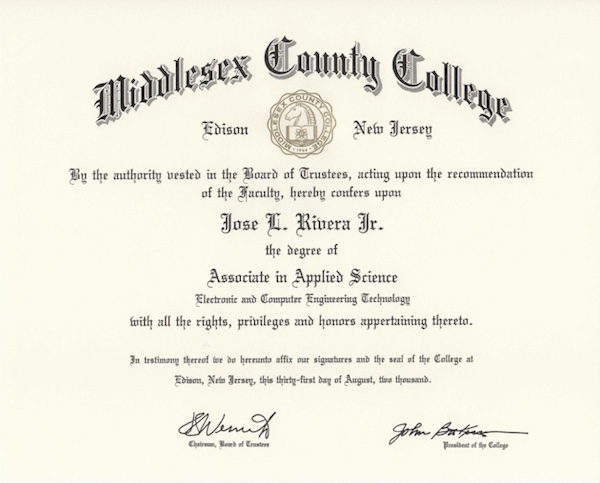 Middlesex County College
Edison New Jersey
MIDDLESEX COUNTY COLLEGE
By the authority vested in the Board of Trustees, acting upon the recommendation
of the Faculty, hereby confers upon
Jose L. Rivera Jr.
the degree of
Associate in Applied Science
Electronic and Computer Engineering Technology
with all the rights, privileges and honors appertaining thereto.
In testimony thereof we do hereunto affix our signatures and the seal of the College at
Edison, New Jersey, this thirty-first day of August, two thousand.
John
Chairman, Board of Trustees
President of the College